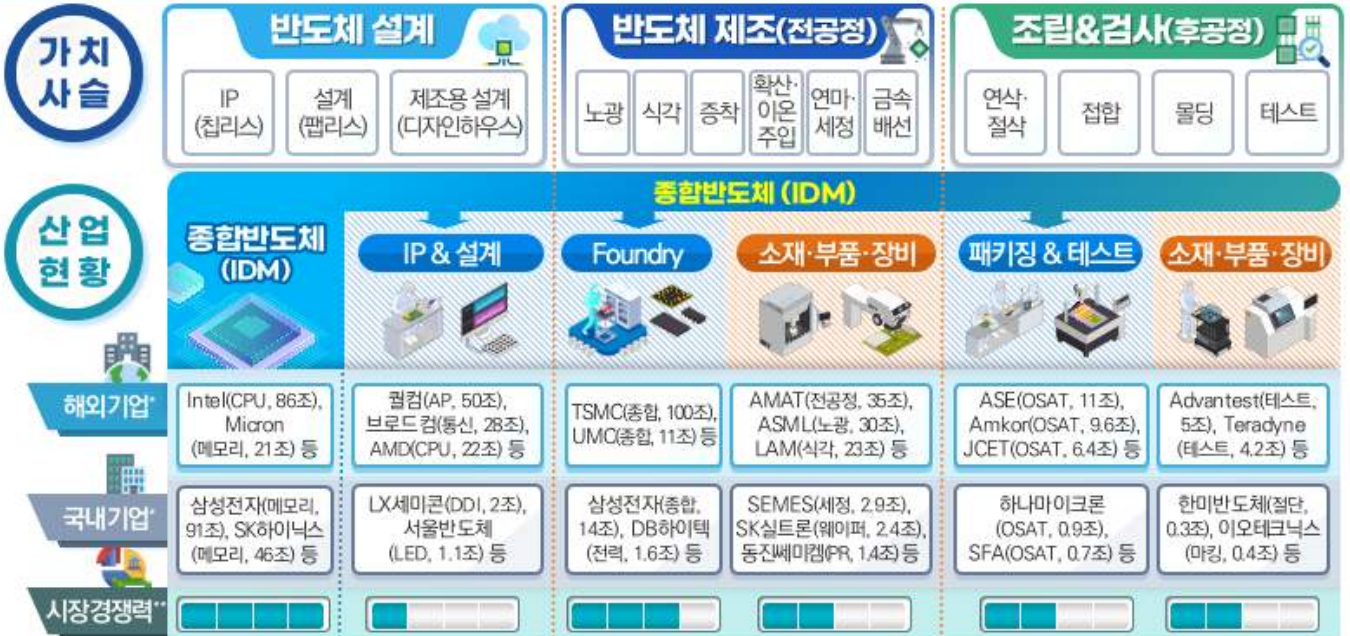 가치
사슬
반도체 설계
반도체 제조(전공정)
조립&검사(후공정)
IP
(칩리스)
설계
(팹리스)
제조용 설계
(디자인하우스)
노광
식각
증착
확산·
이온
주입
연마·
세정
금속
배선
연삭·
절삭
접합
몰딩
테스트
산업
현황
종합반도체 (IDM)
종합반도체
(IDM)
IP & 설계
Foundry
소재·부품·장비
패키징 & 테스트
소재·부품·장비
해외기업*
Intel(CPU, 86조),
Micron
(메모리, 21조) 등
퀄컴(AP, 50조),
브로드컴(통신, 28조),
AMD(CPU, 22조) 등
TSMC(종합, 100조),
UMC(종합, 11조) 등
AMAT(전공정, 35조),
ASML(노광, 30조),
LAM(식각, 23조) 등
ASE(OSAT, 11조),
Amkor(OSAT, 9.6조),
JCET(OSAT, 6.4조) 등
Advantest(테스트,
5조), Teradyne
(테스트, 4.2조) 등
국내기업*
삼성전자(메모리,
91조), SK하이닉스
(메모리, 46조) 등
LX세미콘(DDI, 2조),
서울반도체
(LED, 1.1조) 등
삼성전자(종합,
14조), DB하이텍
(전력, 1.6조) 등
SEMES(세정, 2.9조),
SK실트론(웨이퍼, 2.4조),
동진쎄미켐(PR, 1.4조) 등
하나마이크론
(OSAT, 0.9조),
SFA(OSAT, 0.7조) 등
한미반도체(절단,
0.3조), 이오테크닉스
(마킹, 0.4조) 등
시장경쟁력**